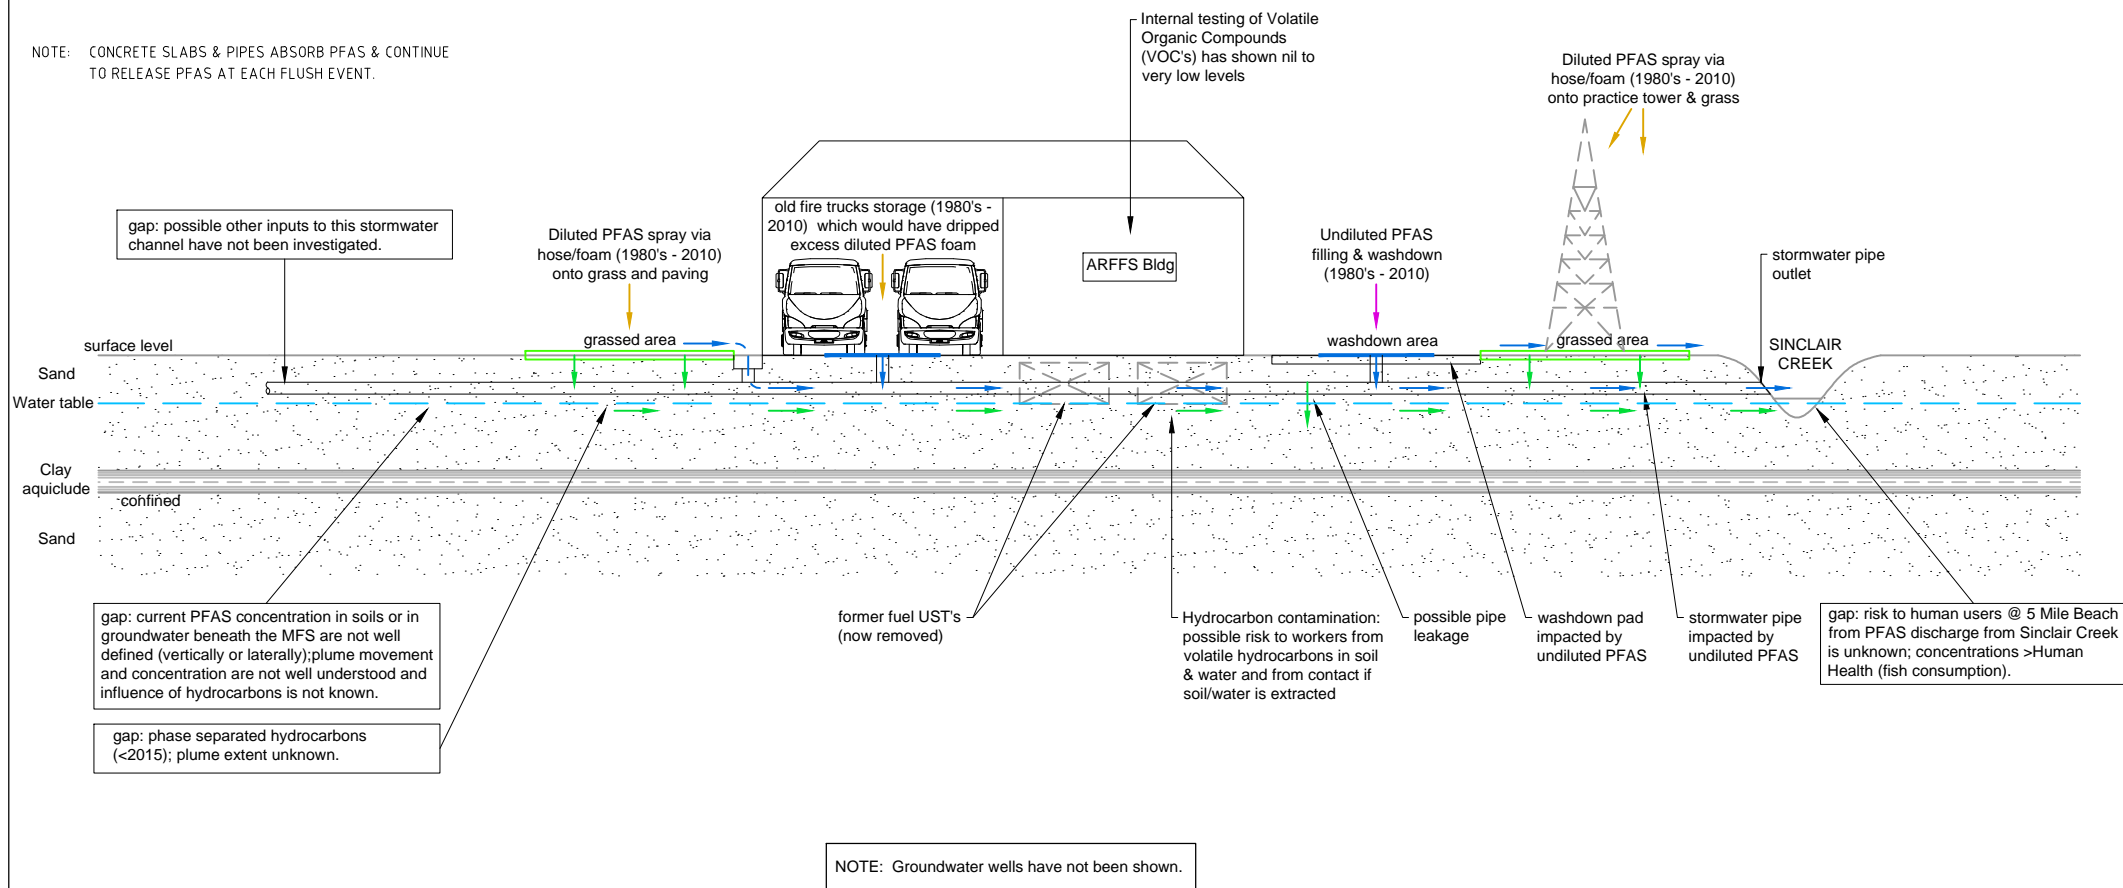 NOTE: CONCRETE SLABS & PIPES ABSORB PFAS & CONTINUE
TO RELEASE PFAS AT EACH FLUSH EVENT.
Internal testing of Volatile
Organic Compounds
(VOC's) has shown nil to
very low levels
Diluted PFAS spray via
hose/foam (1980's - 2010)
onto practice tower & grass
gap: possible other inputs to this stormwater
channel have not been investigated.
Diluted PFAS spray via
hose/foam (1980's - 2010)
onto grass and paving
old fire trucks storage (1980's -
2010) which would have dripped
excess diluted PFAS foam
ARFFS Bldg
Undiluted PFAS
filling & washdown
(1980's - 2010)
stormwater pipe
outlet
surface level
grassed area
washdown area
grassed area
SINCLAIR
CREEK
Sand
Water table
Clay
aquiclude
confined
Sand
gap: current PFAS concentration in soils or in
groundwater beneath the MFS are not well
defined (vertically or laterally);plume movement
and concentration are not well understood and
influence of hydrocarbons is not known.
gap: phase separated hydrocarbons
(<2015); plume extent unknown.
former fuel UST's
(now removed)
Hydrocarbon contamination:
possible risk to workers from
volatile hydrocarbons in soil
& water and from contact if
soil/water is extracted
possible pipe
leakage
washdown pad
impacted by
undiluted PFAS
stormwater pipe
impacted by
undiluted PFAS
gap: risk to human users @ 5 Mile Beach
from PFAS discharge from Sinclair Creek
is unknown; concentrations >Human
Health (fish consumption).
NOTE: Groundwater wells have not been shown.